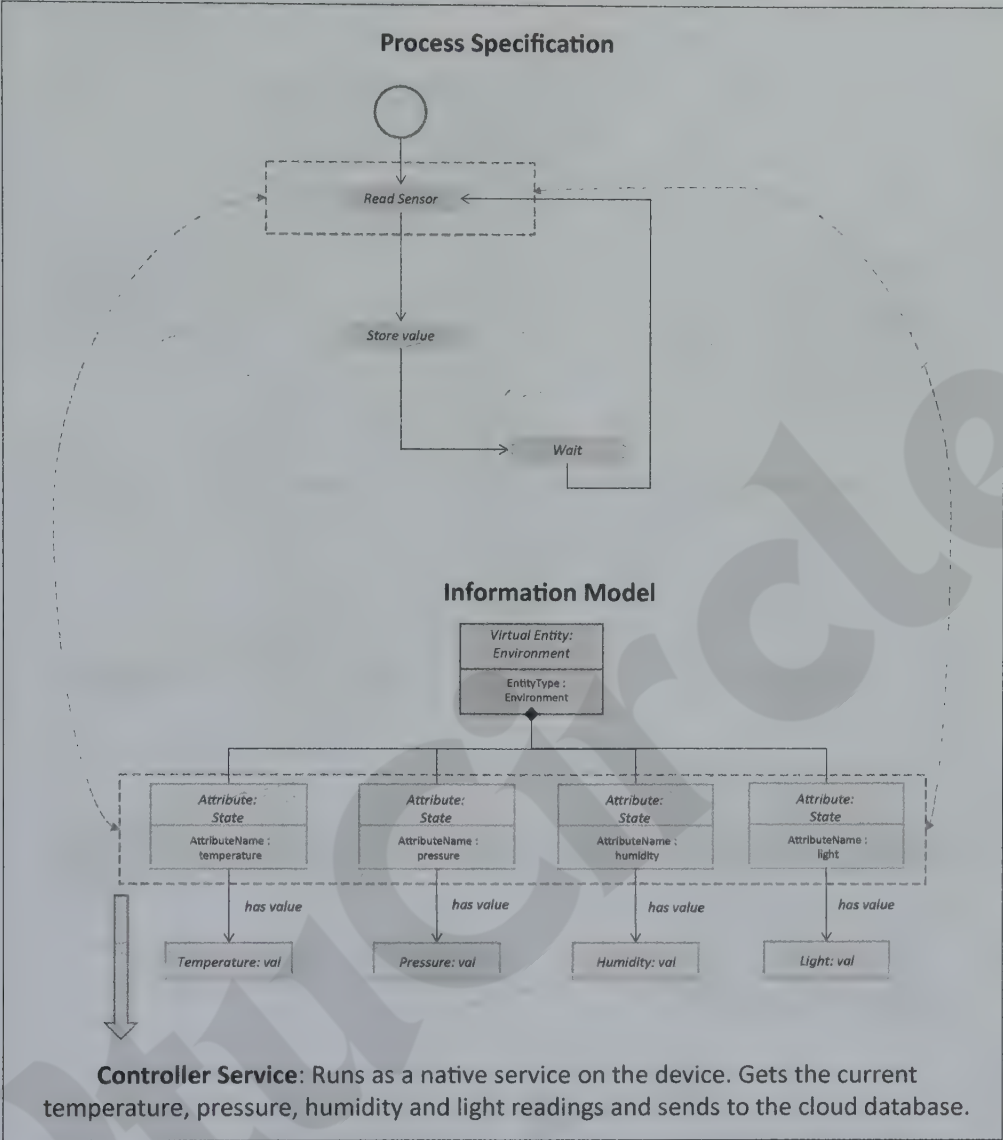 Process Specification
Read Sensor
Store value
Wait
Information Model
Virtual Entity:
Environment
EntityType :
Environment
Attribute:
State
AttributeName :
temperature
Attribute:
State
AttributeName :
pressure
Attribute:
State
AttributeName :
humidity
Attribute:
State
AttributeName :
light
has value
has value
has value
has value
Temperature: val
Pressure: val
Humidity: val
Light: val
Controller Service: Runs as a native service on the device. Gets the current
temperature, pressure, humidity and light readings and sends to the cloud database.